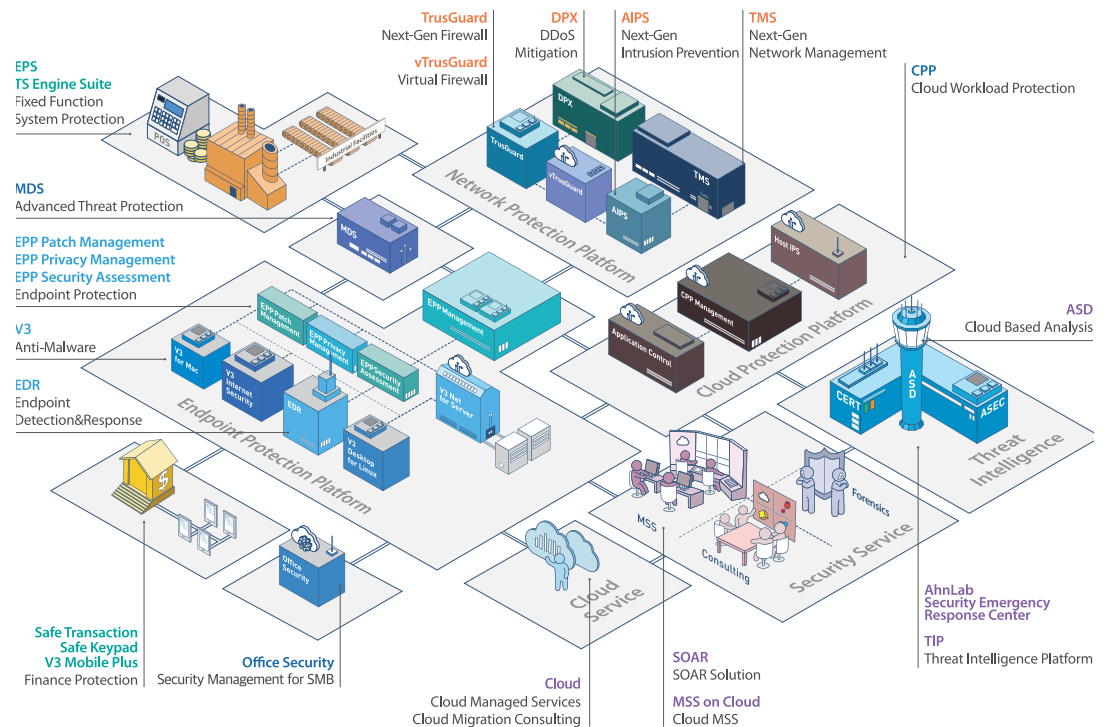 TrusGuard
Next-Gen Firewall
vTrusGuard
Virtual Firewall
DPX
DDoS
Mitigation
AIPS
Next-Gen
Intrusion Prevention
TMS
Next-Gen
Network Management
CPP
Cloud Workload Protection
EPS
TS Engine Suite
Fixed Function
System Protection
POS
Industrial Facilities
DPX
TrusGuard
vTrusGuard
AIPS
TMS
Network Protection Platform
MDS
Advanced Threat Protection
MDS
EPP Patch Management
EPP Privacy Management
EPP Security Assessment
Endpoint Protection
V3
Anti-Malware
EDR
Endpoint
Detection&Response
EPP Patch
Management
EPP Privacy
Management
EPP Security
Assessment
EPP Management
V3
for Mac
V3
Internet
Security
EDR
V3
Desktop
for Linux
V3 Net
for Server
Endpoint Protection Platform
Host IPS
CPP Management
Application Control
Cloud Protection Platform
ASD
Cloud Based Analysis
CERT
ASD
ASEC
Threat
Intelligence
MSS
Consulting
Forensics
Security Service
$
Office
Security
Cloud
Service
Safe Transaction
Safe Keypad
V3 Mobile Plus
Finance Protection
Office Security
Security Management for SMB
Cloud
Cloud Managed Services
Cloud Migration Consulting
SOAR
SOAR Solution
MSS on Cloud
Cloud MSS
AhnLab
Security Emergency
Response Center
TIP
Threat Intelligence Platform